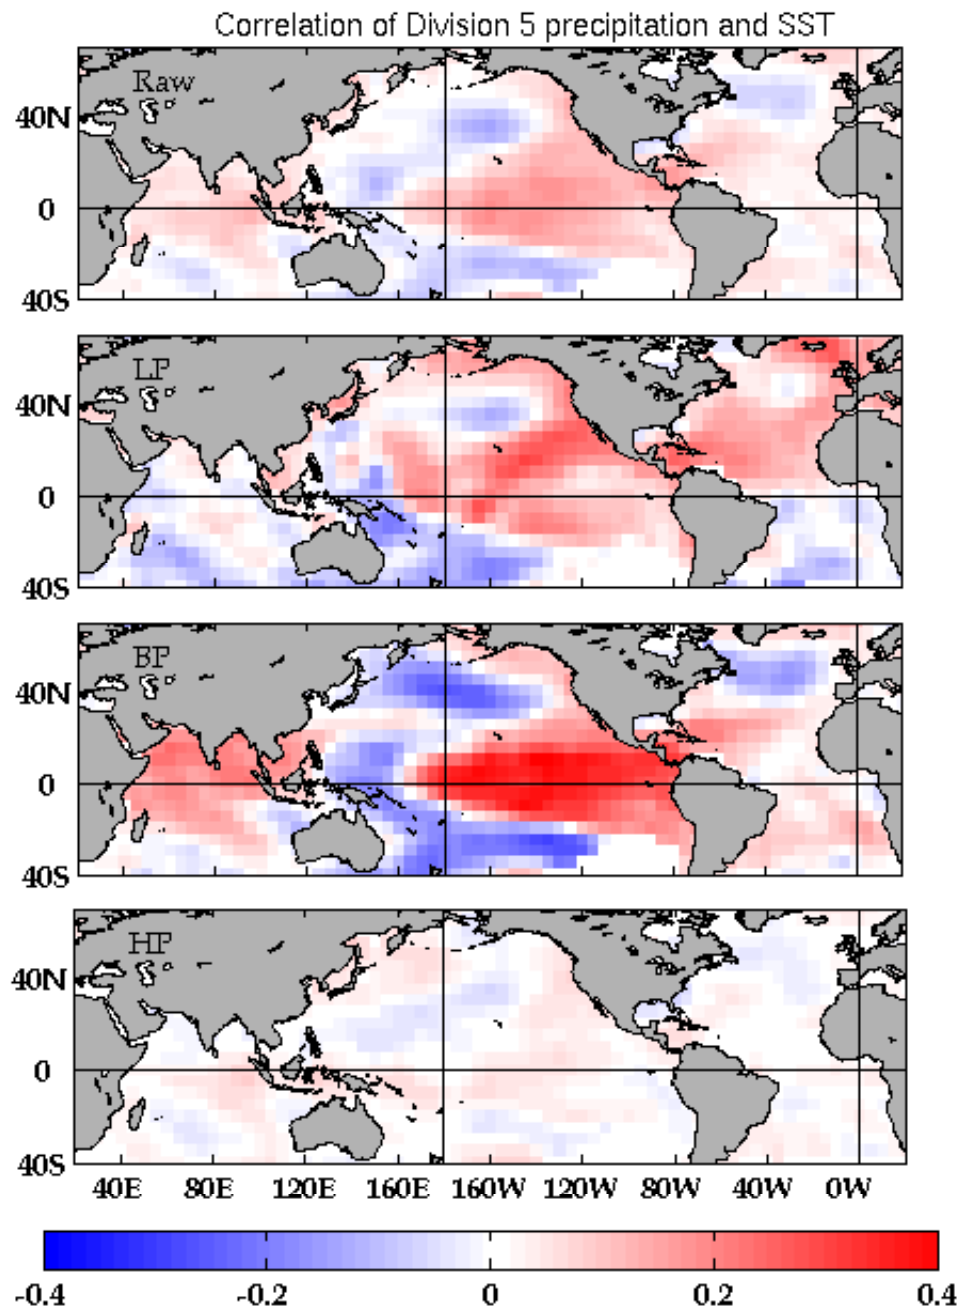 Correlation of Division 5 precipitation and SST
Raw
40N
0
40S
LP
40N
0
40S
BP
40N
0
40S
HP
40N
0
40S
40E 80E 120E 160E 160W 120W 80W 40W 0W
-0.4 -0.2 0 0.2 0.4